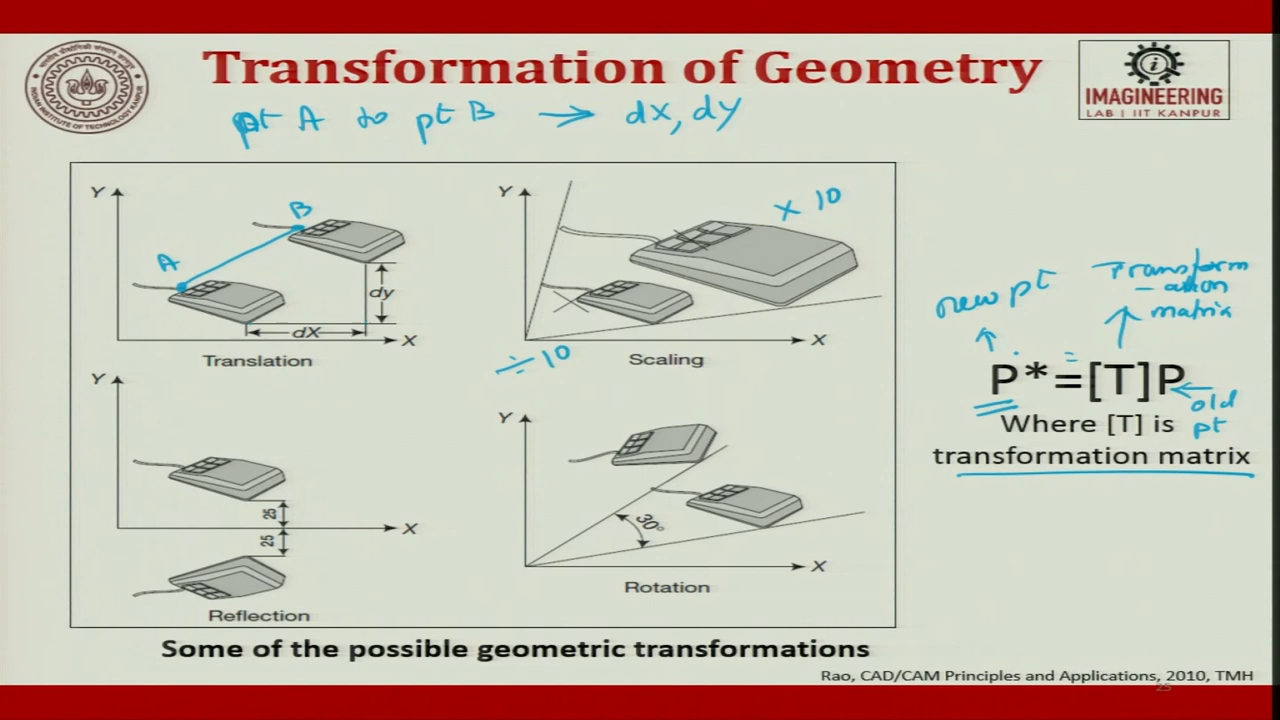 Transformation of Geometry
IMAGINEERING
LAB | IIT KANPUR
pt A to pt B → dx, dy
Y
B
A
dy
dX
X
Translation
Y
× 10
X
÷10
Scaling
Y
25
25
X
Reflection
Y
30°
X
Rotation
new pt
Transform
-ation
matrix
P*=[T]P
old
pt
Where [T] is
transformation matrix
Some of the possible geometric transformations
Rao, CAD/CAM Principles and Applications, 2010, TMH
25